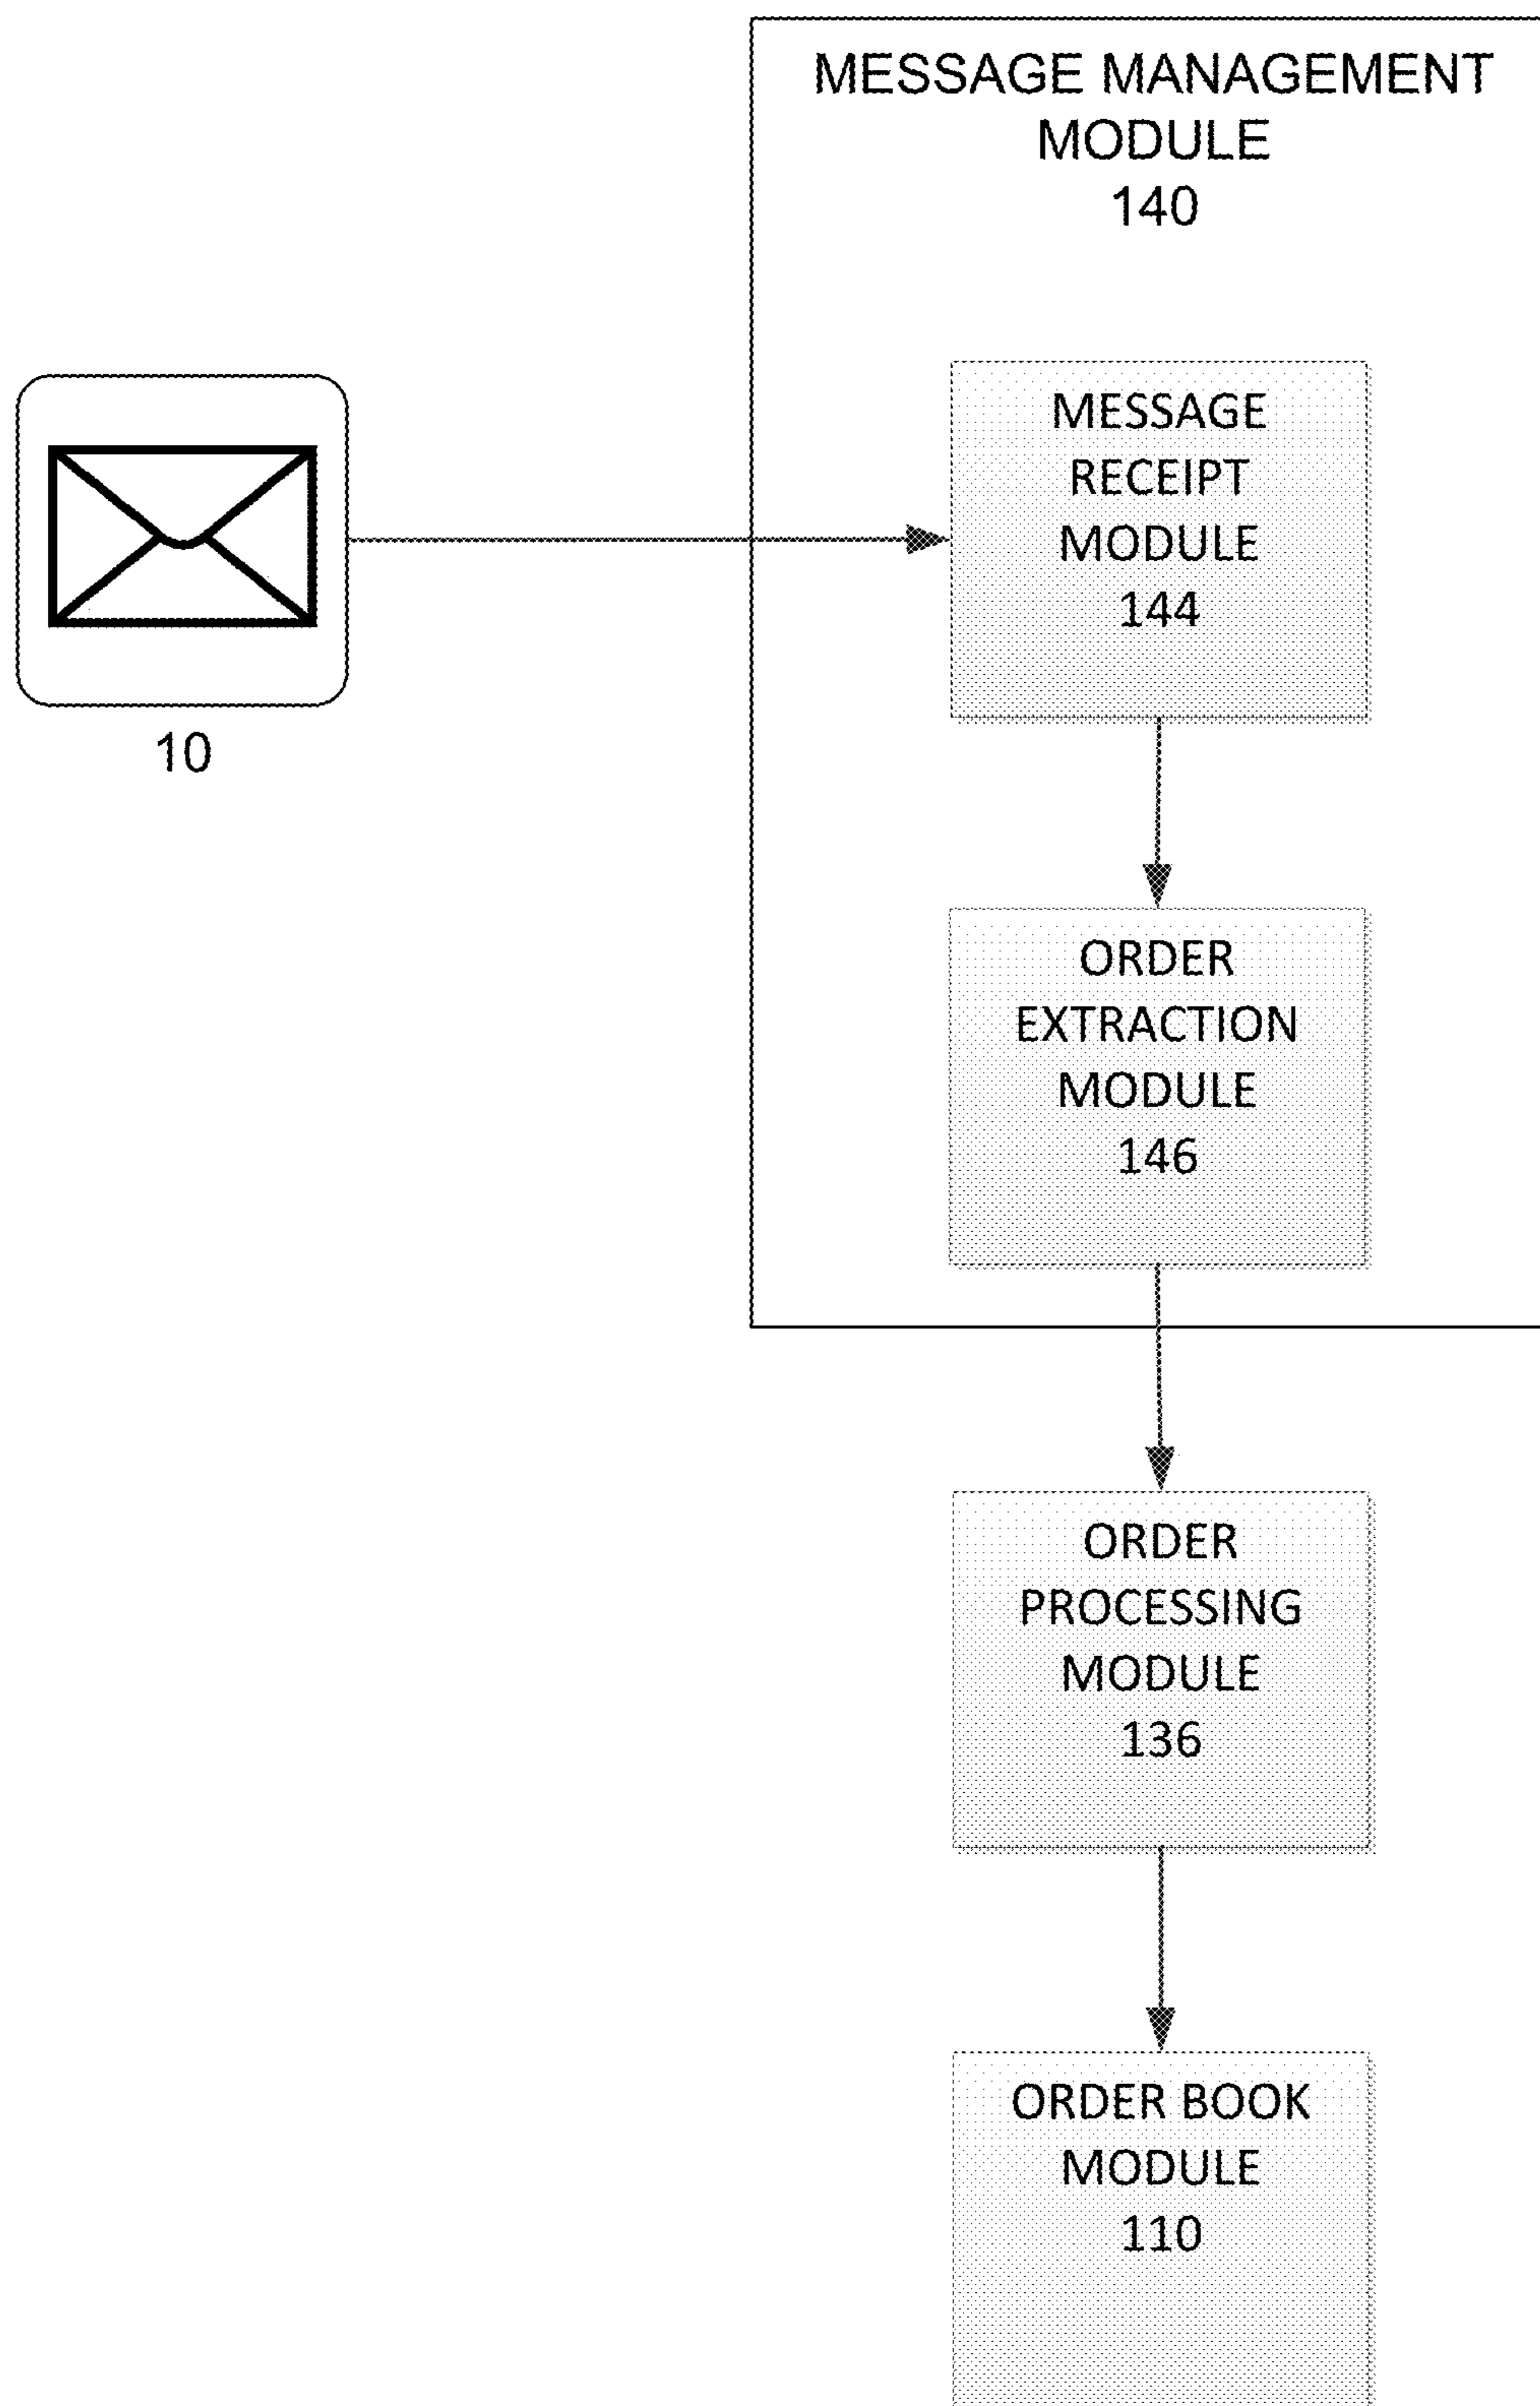 MESSAGE MANAGEMENT
MODULE
140
MESSAGE
RECEIPT
MODULE
144
10
ORDER
EXTRACTION
MODULE
146
ORDER
PROCESSING
MODULE
136
ORDER BOOK
MODULE
110